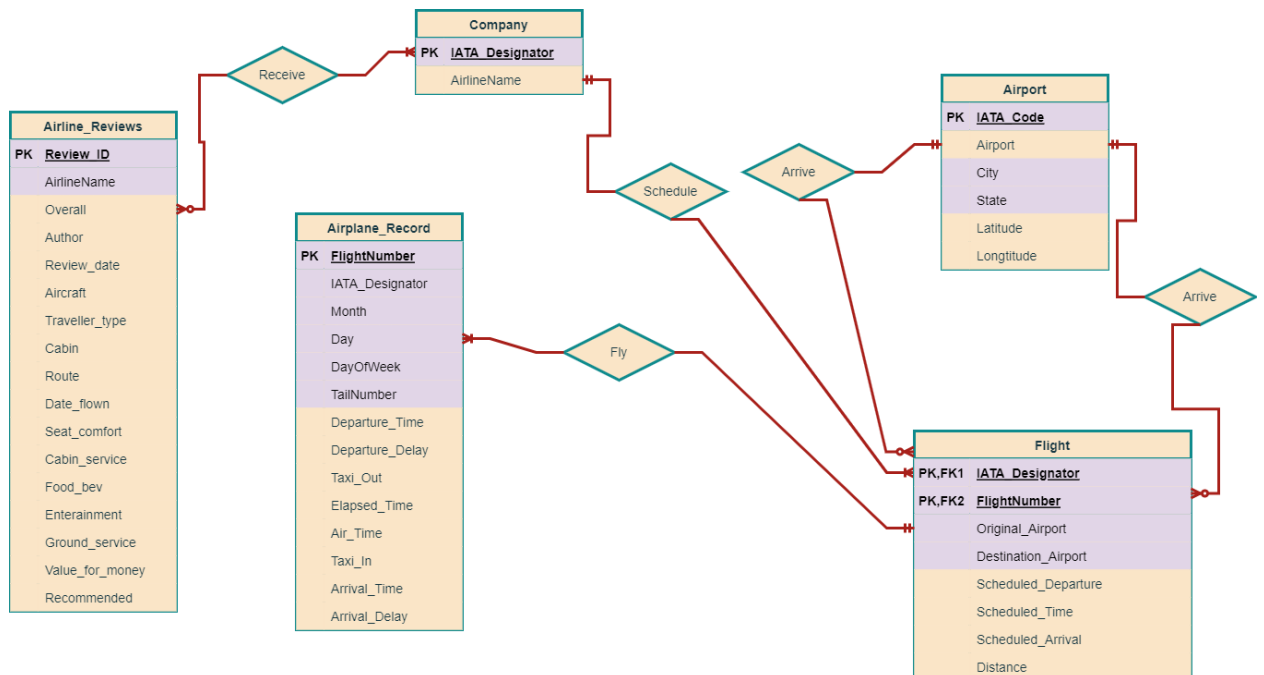 Company
PK IATA_Designator
AirlineName
Receive
Airline_Reviews
PK Review_ID
AirlineName
Overall
Author
Review_date
Aircraft
Traveller_type
Cabin
Route
Date_flown
Seat_comfort
Cabin_service
Food_bev
Enterainment
Ground_service
Value_for_money
Recommended
Airplane_Record
PK FlightNumber
IATA_Designator
Month
Day
DayOfWeek
TailNumber
Departure_Time
Departure_Delay
Taxi_Out
Elapsed_Time
Air_Time
Taxi_In
Arrival_Time
Arrival_Delay
Schedule
Fly
Arrive
Airport
PK IATA_Code
Airport
City
State
Latitude
Longtitude
Arrive
Flight
PK,FK1 IATA_Designator
PK,FK2 FlightNumber
Original_Airport
Destination_Airport
Scheduled_Departure
Scheduled_Time
Scheduled_Arrival
Distance